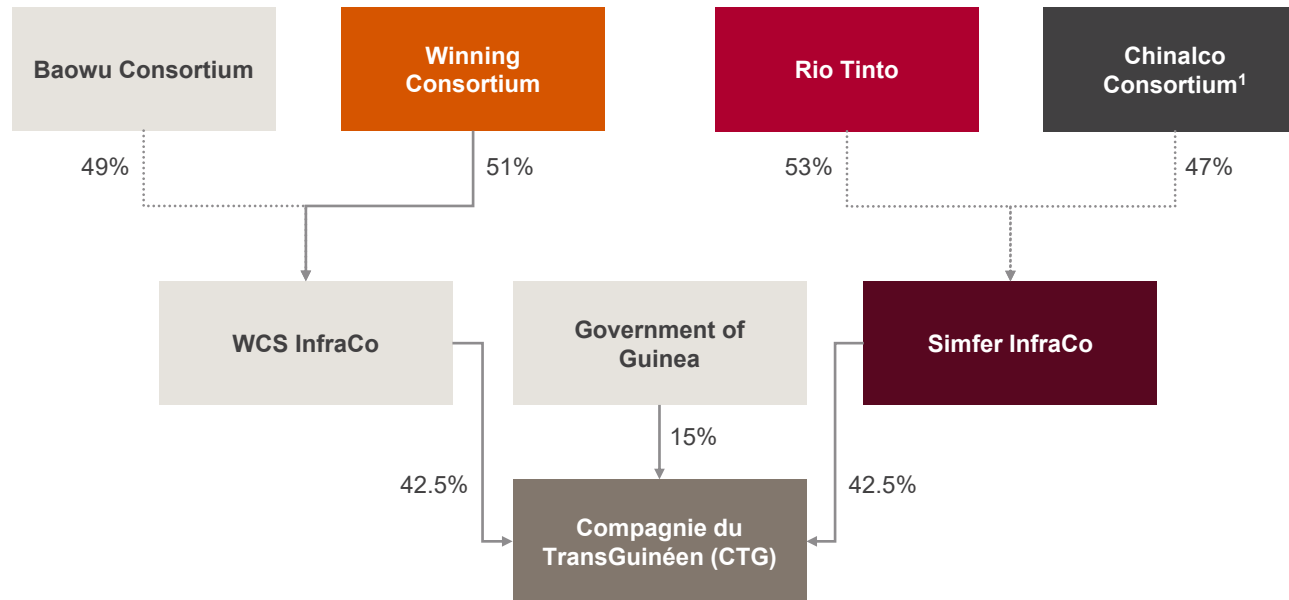 Baowu Consortium
Winning
Consortium
Rio Tinto
Chinalco
Consortium¹
49%
51%
53%
47%
WCS InfraCo
Government of
Guinea
Simfer InfraCo
15%
42.5%
42.5%
Compagnie du
TransGuinéen (CTG)